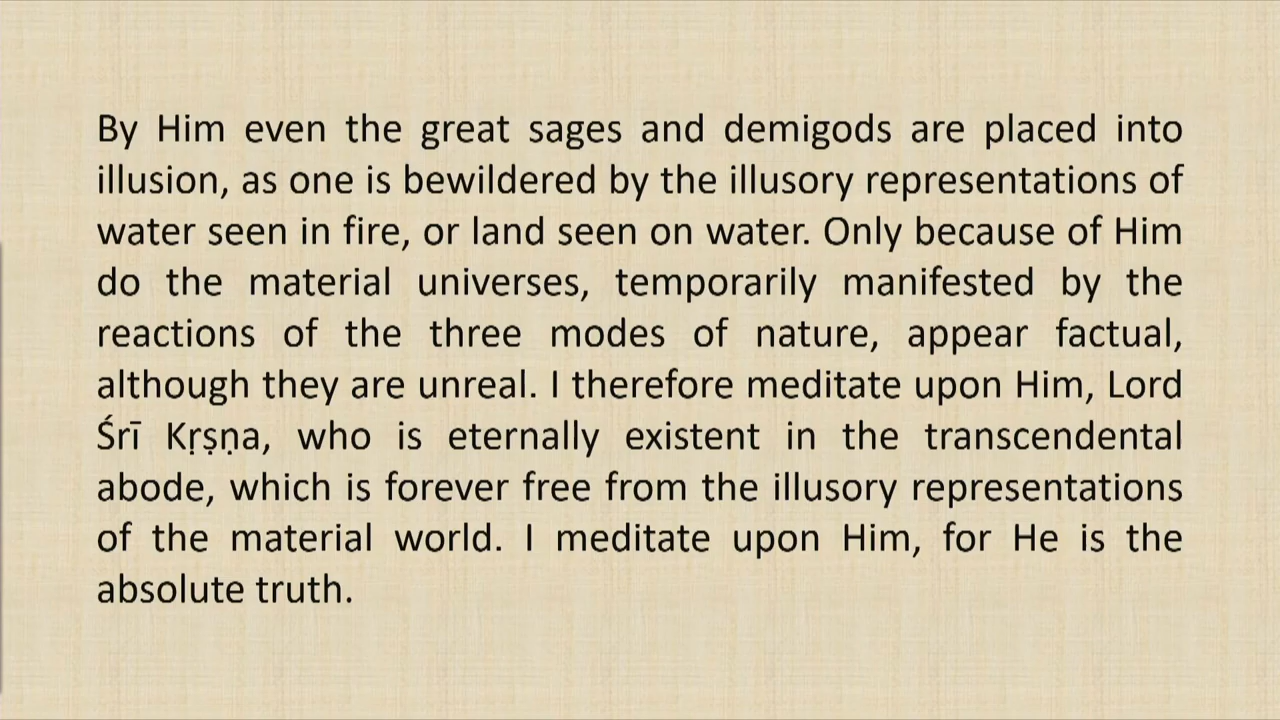 By Him even the great sages and demigods are placed into
illusion, as one is bewildered by the illusory representations of
water seen in fire, or land seen on water. Only because of Him
do the material universes, temporarily manifested by the
reactions of the three modes of nature, appear factual,
although they are unreal. I therefore meditate upon Him, Lord
Śrī Kṛṣṇa, who is eternally existent in the transcendental
abode, which is forever free from the illusory representations
of the material world. I meditate upon Him, for He is the
absolute truth.